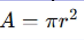 A = πr²